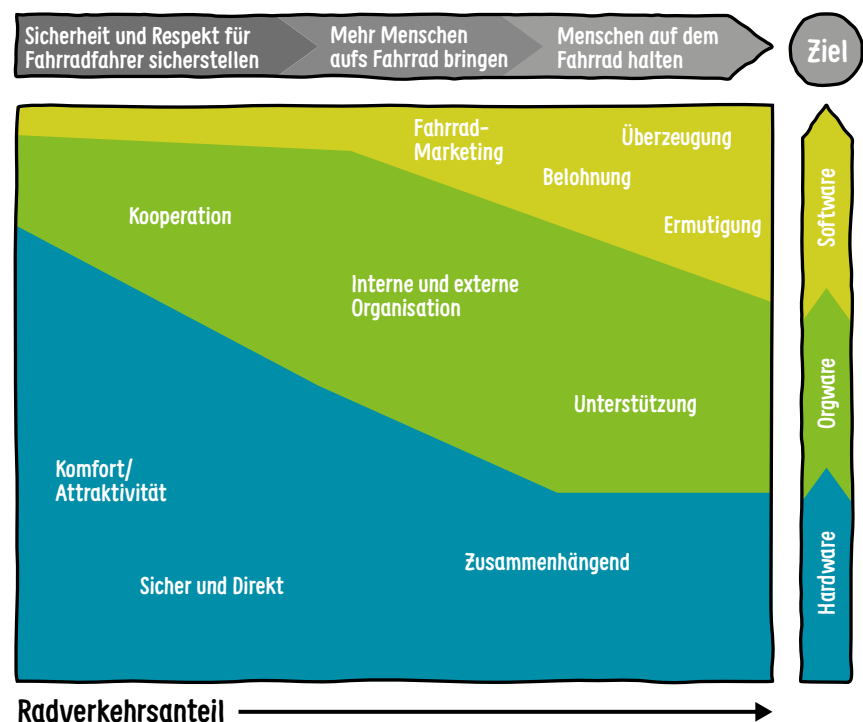 Sicherheit und Respekt für
Fahrradfahrer sicherstellen
Mehr Menschen
aufs Fahrrad bringen
Menschen auf dem
Fahrrad halten
Ziel
Fahrrad-
Marketing
Überzeugung
Belohnung
Ermutigung
Kooperation
Interne und externe
Organisation
Unterstützung
Komfort/
Attraktivität
Sicher und Direkt
Zusammenhängend
Software
Orgware
Hardware
Radverkehrsanteil